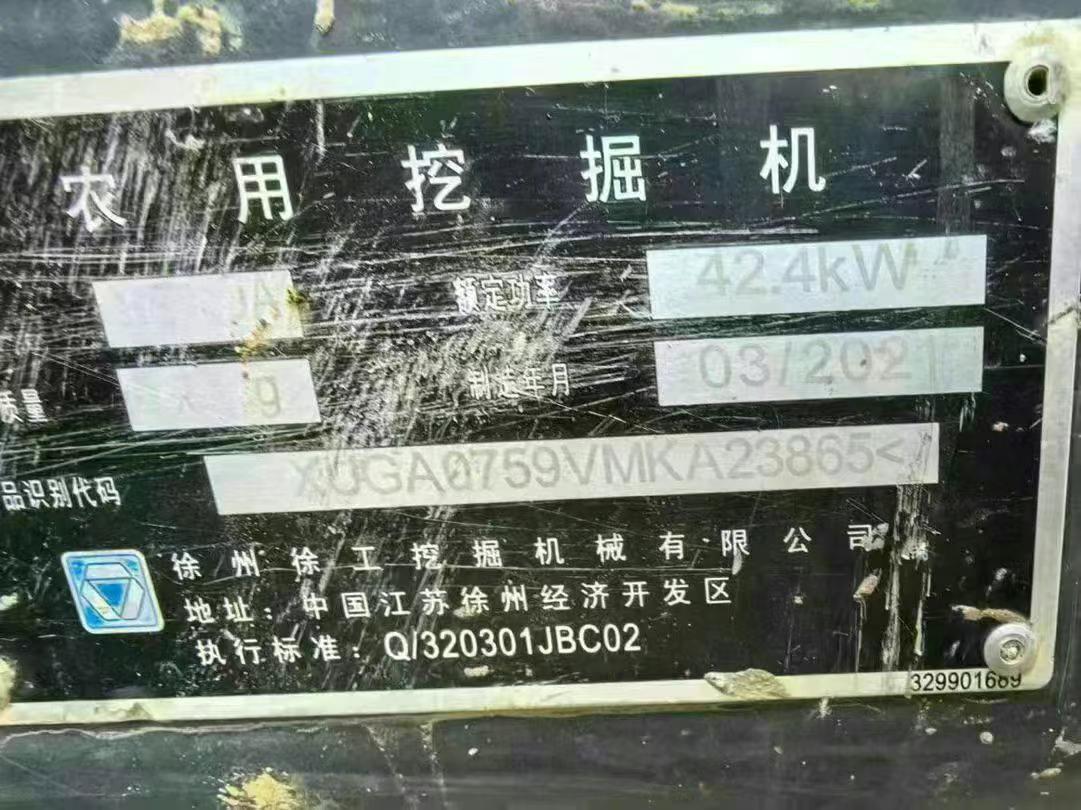 农用挖掘机
额定功率 42.4kW
质量 g 制造年月 03/202
品识别代码 XUGA0759VMKA23865<
徐州徐工挖掘机械有限公司
地址：中国江苏徐州经济开发区
执行标准：Q/320301JBC02
329901689